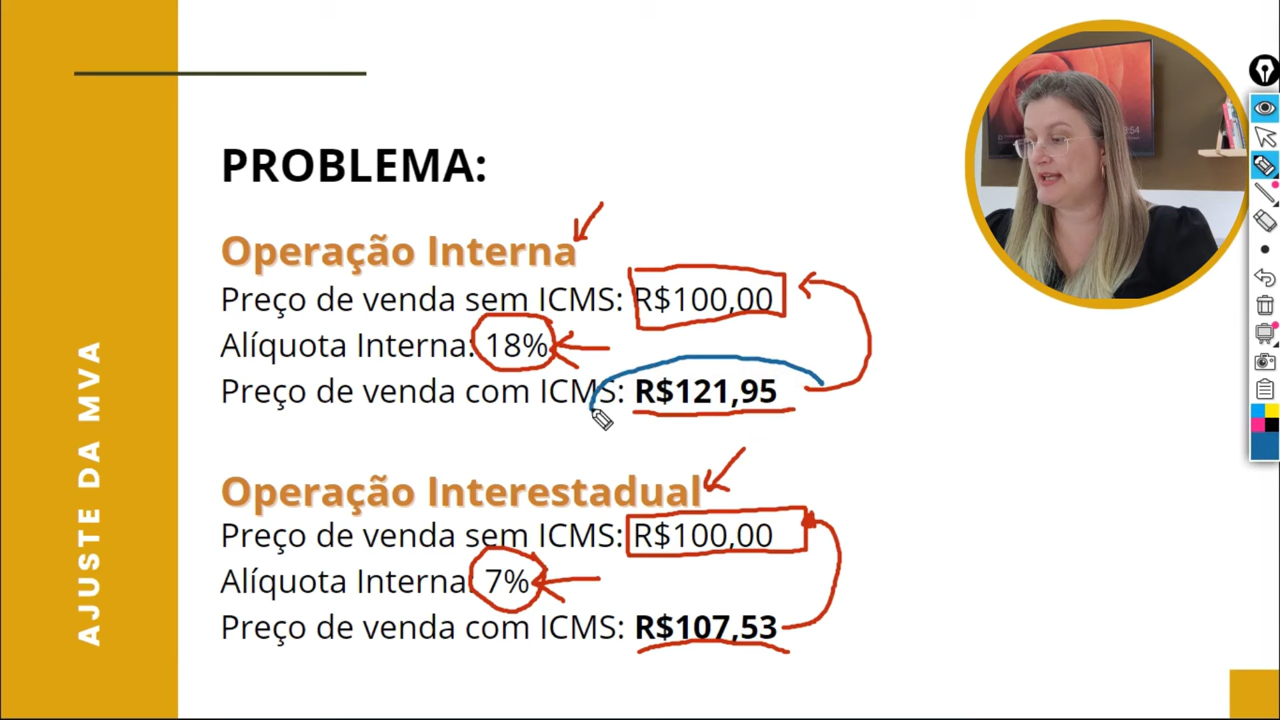 AJUSTE DA MVA
PROBLEMA:
Operação Interna
Preço de venda sem ICMS: R$100,00
Alíquota Interna: 18%
Preço de venda com ICMS: R$121,95
Operação Interestadual
Preço de venda sem ICMS: R$100,00
Alíquota Interna: 7%
Preço de venda com ICMS: R$107,53